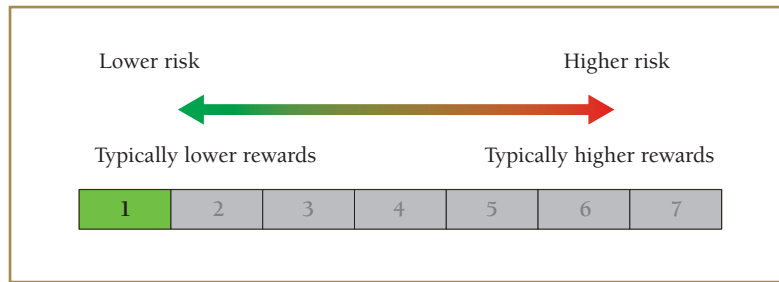 Lower risk Higher risk
Typically lower rewards Typically higher rewards
1 2 3 4 5 6 7